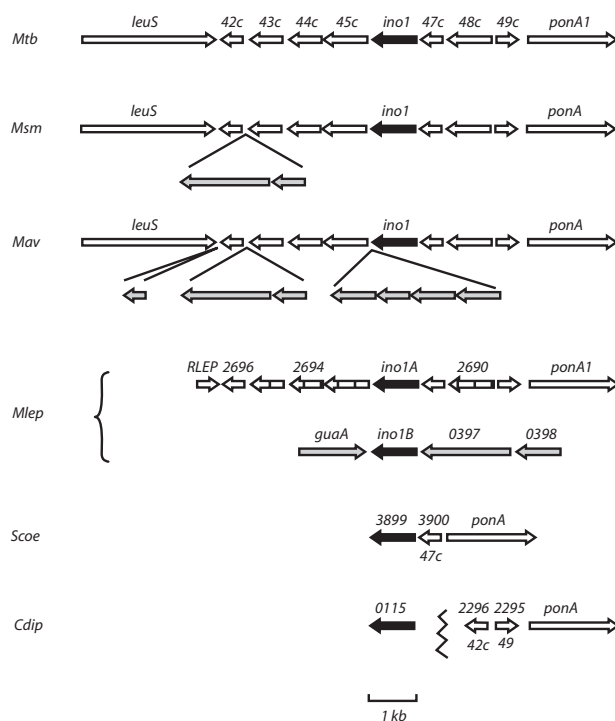 leuS 42c 43c 44c 45c ino1 47c 48c 49c ponA1
Mtb
leuS ino1 ponA
Msm
leuS ino1 ponA
Mav
RLEP 2696 2694 ino1A 2690 ponA1
Mlep
guaA ino1B 0397 0398
3899 3900 ponA
Scoe
47c
0115 2296 2295 ponA
Cdip
42c 49
1 kb